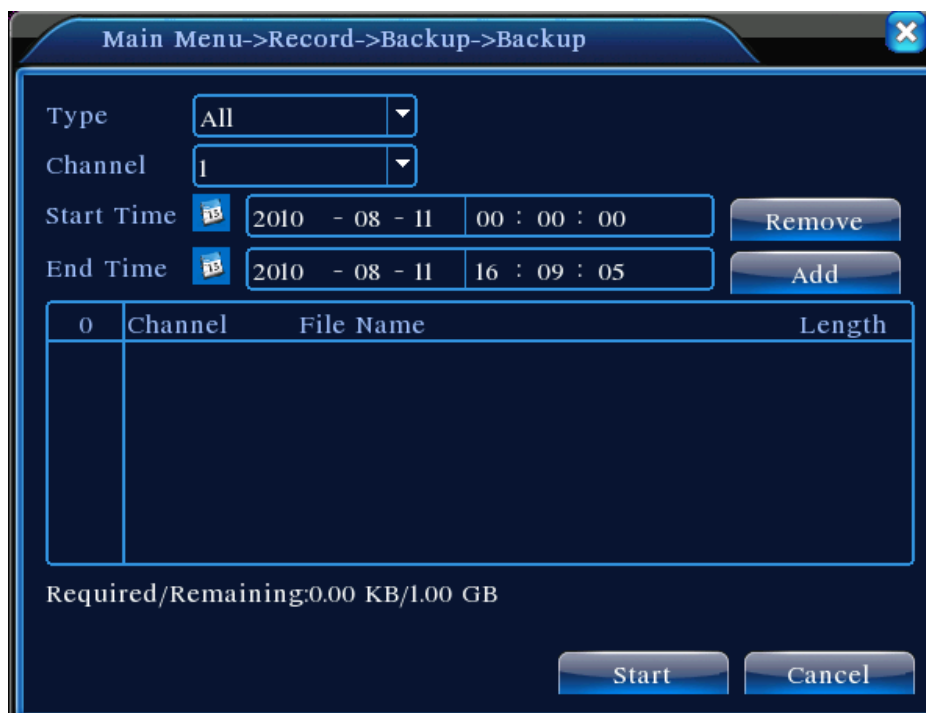 Main Menu->Record->Backup->Backup
Type All
Channel 1
Start Time 15 2010 - 08 - 11 00 : 00 : 00 Remove
End Time 15 2010 - 08 - 11 16 : 09 : 05 Add
0 Channel File Name Length
Required/Remaining:0.00 KB/1.00 GB
Start Cancel